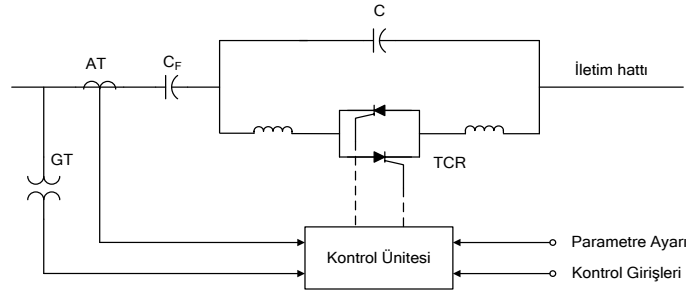 C
AT
C_F
İletim hattı
GT
TCR
Kontrol Ünitesi
Parametre Ayarı
Kontrol Girişleri